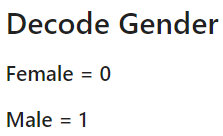 Decode Gender
Female = 0
Male = 1